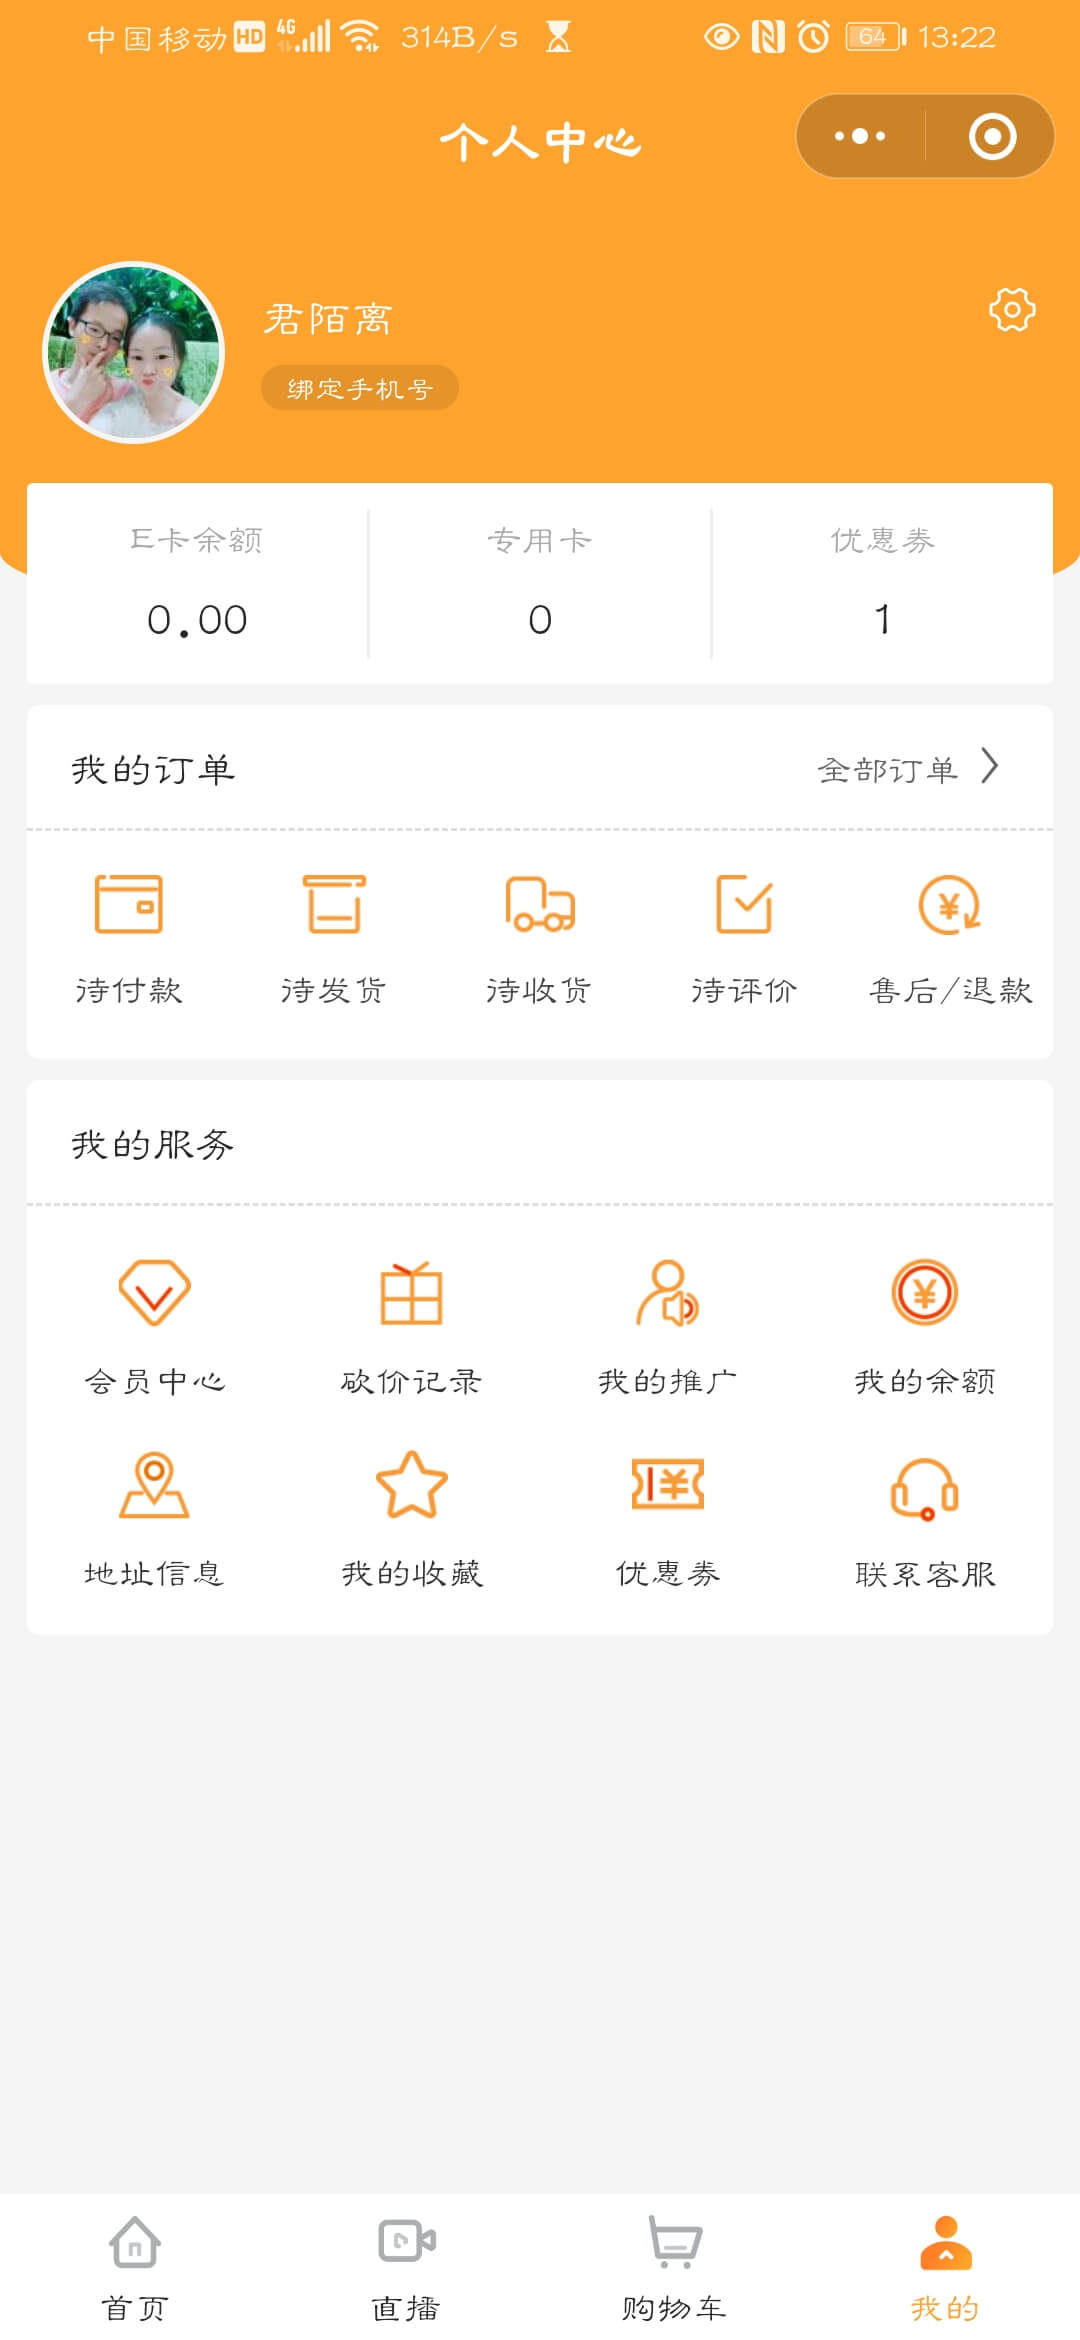 中国移动 HD 4G 314B/s 64 13:22
个人中心
君陌离
绑定手机号
E卡余额 专用卡 优惠券
0.00 0 1
我的订单 全部订单
待付款 待发货 待收货 待评价 售后/退款
我的服务
会员中心 砍价记录 我的推广 我的余额
地址信息 我的收藏 优惠券 联系客服
首页 直播 购物车 我的